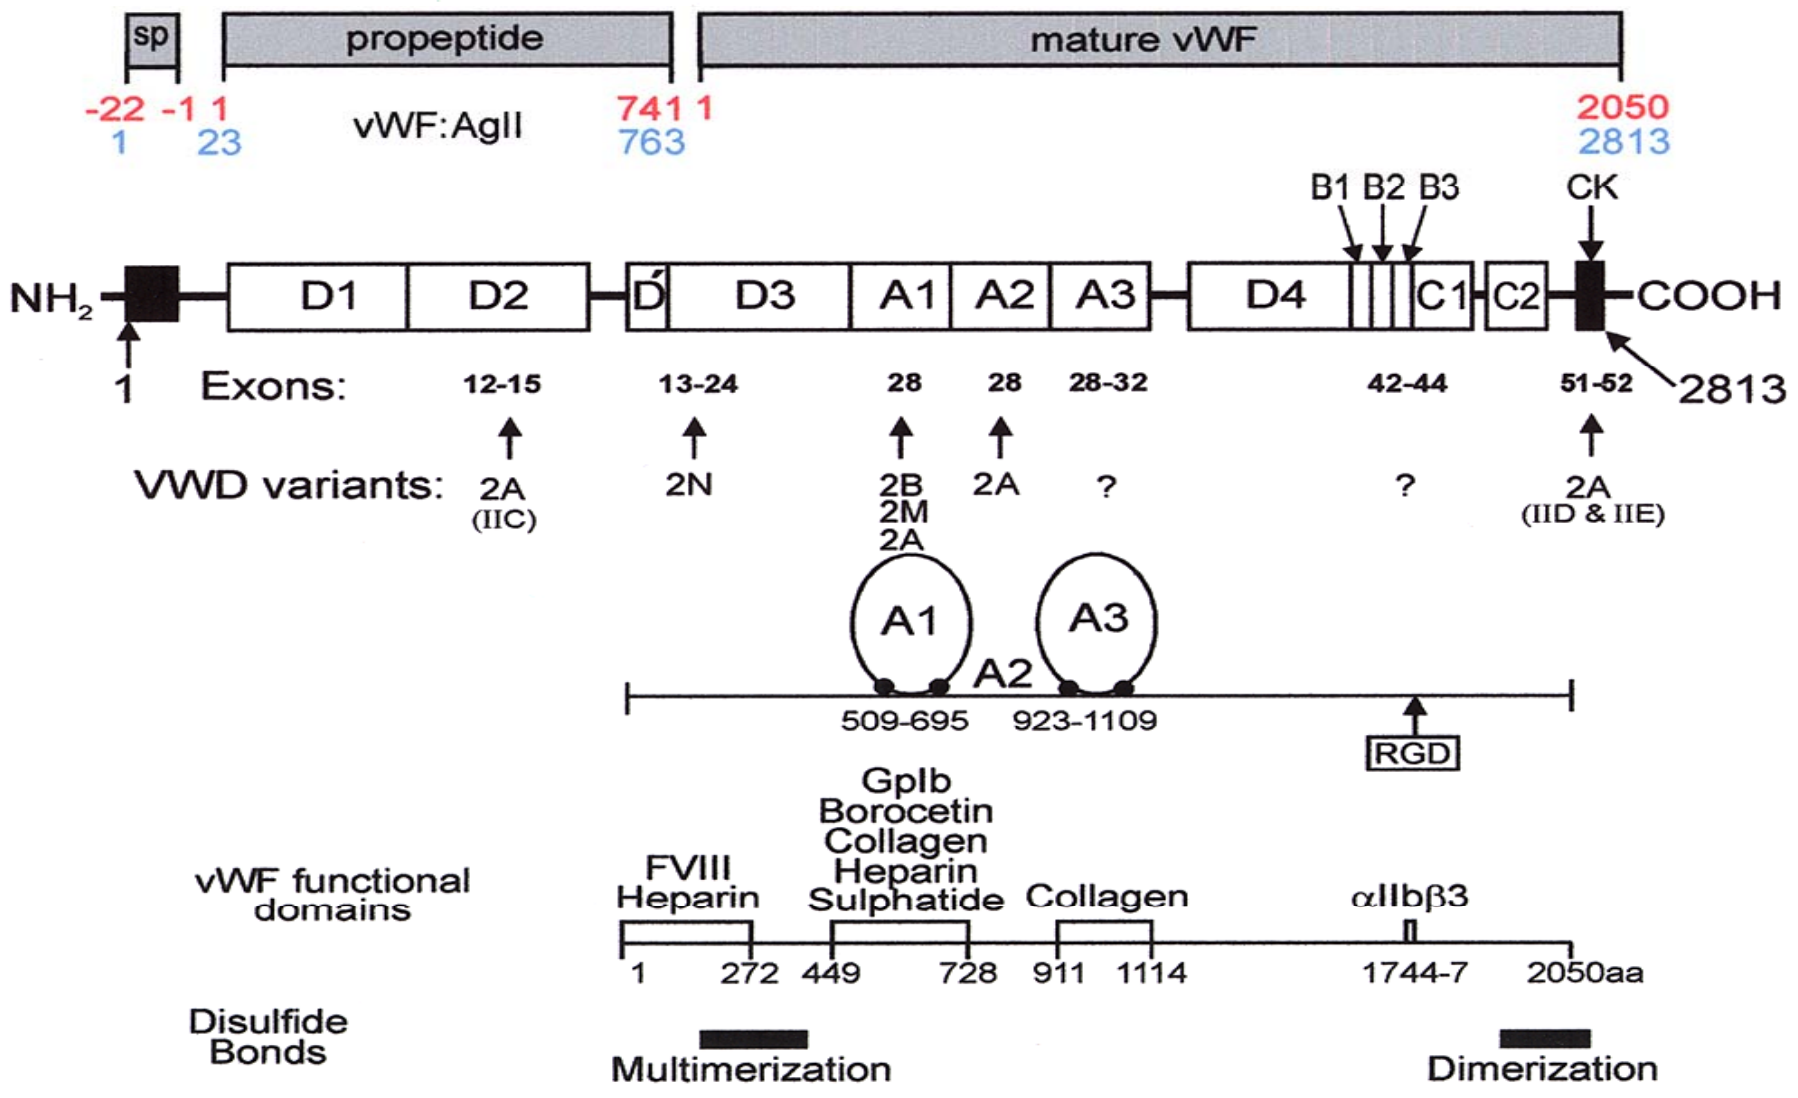 sp propeptide mature vWF
-22 -1 1 741 1 2050
1 23 vWF:AgII 763 2813
B1 B2 B3 CK
NH2 D1 D2 D´ D3 A1 A2 A3 D4 C1 C2 COOH
1 Exons: 12-15 13-24 28 28 28-32 42-44 51-52 2813
VWD variants: 2A 2N 2B 2A ? ? 2A
(IIC) 2M (IID & IIE)
2A
A1 A3
A2
509-695 923-1109
RGD
GpIb
Borocetin
Collagen
FVIII Heparin
vWF functional Heparin Sulphatide Collagen αIIbβ3
domains
1 272 449 728 911 1114 1744-7 2050aa
Disulfide
Bonds
Multimerization Dimerization